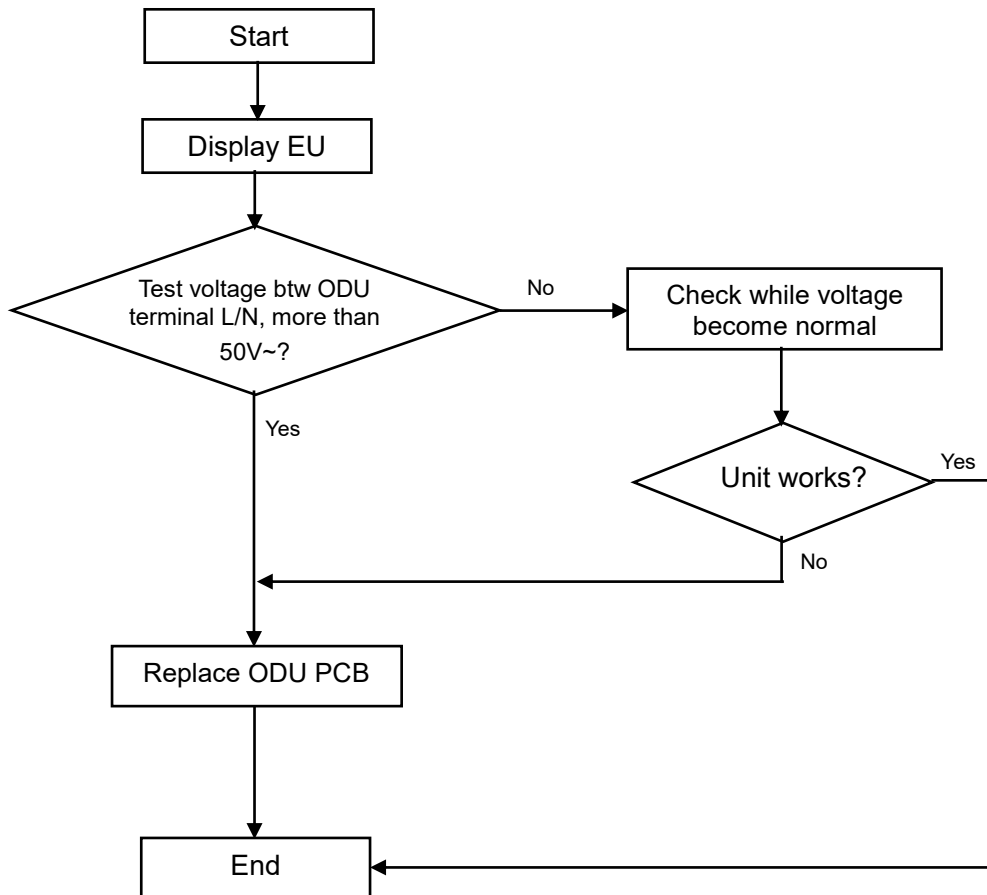 Start
Display EU
Test voltage btw ODU
terminal L/N, more than
50V~?
No
Check while voltage
become normal
Yes
Unit works?
Yes
No
Replace ODU PCB
End